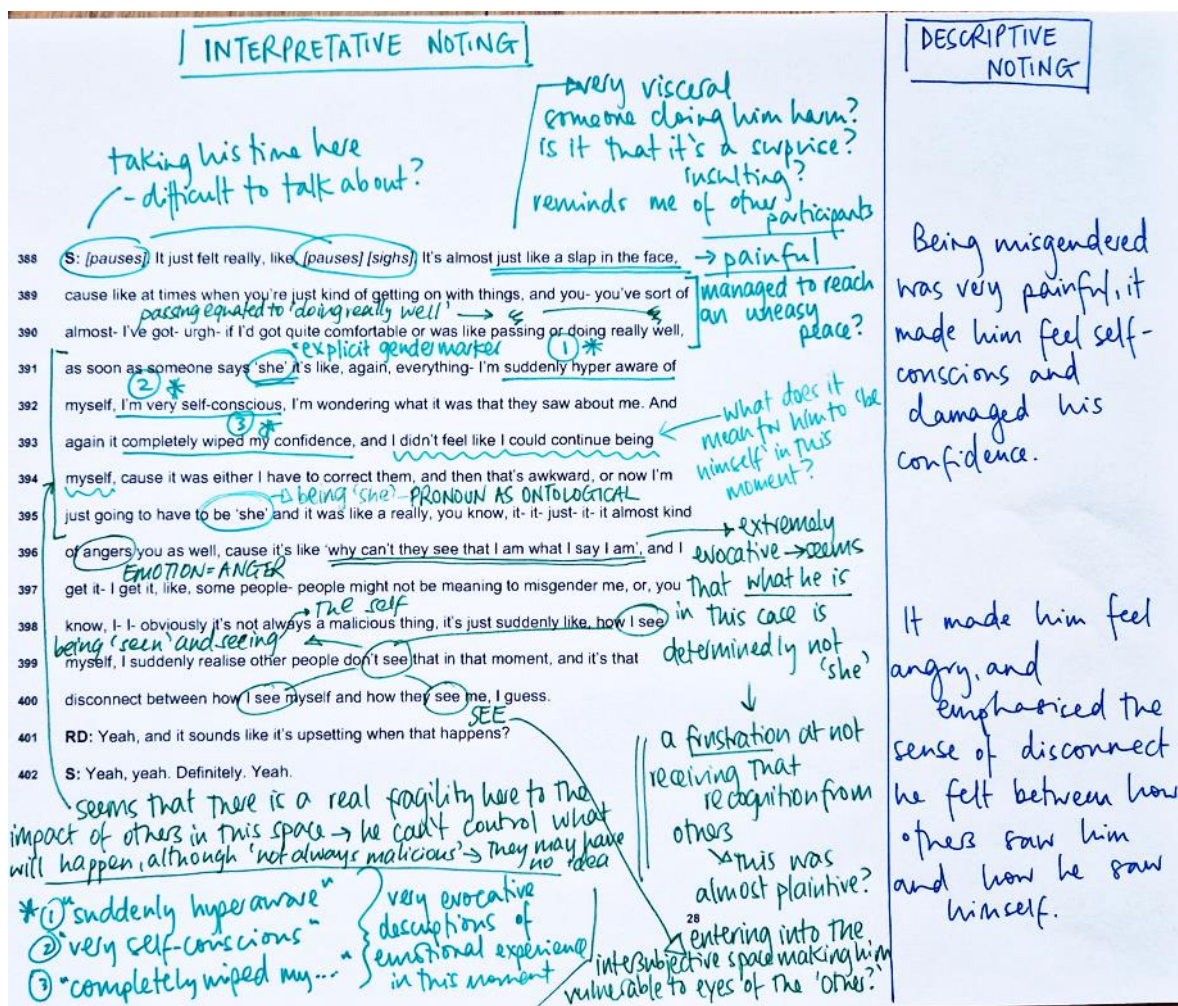 INTERPRETATIVE NOTING
DESCRIPTIVE
NOTING
very visceral
someone doing him harm?
is it that it's a surprise?
insulting?
reminds me of other participants
taking his time here
- difficult to talk about?
388 S: [pauses]. It just felt really, like, [pauses] [sighs]. It's almost just like a slap in the face,
→ painful
389 cause like at times when you're just kind of getting on with things, and you- you've sort of
managed to reach
an uneasy
peace?
passing equated to 'doing really well' →
390 almost- I've got- urgh- if I'd got quite comfortable or was like passing or doing really well,
explicit gender marker
① *
391 as soon as someone says 'she' it's like, again, everything- I'm suddenly hyper aware of
② *
392 myself, I'm very self-conscious, I'm wondering what it was that they saw about me. And
③ *
393 again it completely wiped my confidence, and I didn't feel like I could continue being
what does it
mean for him to 'be
himself' in this
moment?
394 myself, cause it was either I have to correct them, and then that's awkward, or now I'm
being 'she' - PRONOUN AS ONTOLOGICAL
395 just going to have to be 'she' and it was like a really, you know, it- it- just- it- it almost kind
396 of angers you as well, cause it's like 'why can't they see that I am what I say I am', and I
EMOTION = ANGER
→ extremely
evocative → seems
that what he is
in this case is
determinedly not
'she'
397 get it- I get it, like, some people- people might not be meaning to misgender me, or, you
The self
398 know, I- I- obviously it's not always a malicious thing, it's just suddenly like, how I see
being 'seen' and seeing
399 myself, I suddenly realise other people don't see that in that moment, and it's that
400 disconnect between how I see myself and how they see me, I guess.
SEE
401 RD: Yeah, and it sounds like it's upsetting when that happens?
402 S: Yeah, yeah. Definitely. Yeah.
a frustration at not
receiving that
recognition from
others
this was
almost plaintive?
seems that there is a real fragility here to the
impact of others in this space → he can't control what
will happen, although 'not always malicious' → they may have
no idea
* ① "suddenly hyperaware"
② "very self-conscious"
③ "completely wiped my..."
very evocative
descriptions of
emotional experience
in this moment
28
entering into the
intersubjective space making him
vulnerable to eyes of the 'other?'
Being misgendered
was very painful, it
made him feel self-
conscious and
damaged his
confidence.
It made him feel
angry, and
emphasised the
sense of disconnect
he felt between how
others saw him
and how he saw
himself.